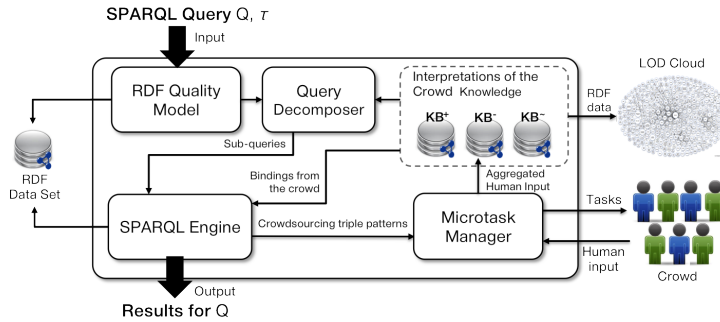 SPARQL Query Q, τ
Input
RDF Quality
Model
Query
Decomposer
Interpretations of the
Crowd Knowledge
KB+
KB-
KB~
RDF
data
LOD Cloud
RDF
Data Set
Sub-queries
Bindings from
the crowd
Aggregated
Human Input
SPARQL Engine
Crowdsourcing triple patterns
Microtask
Manager
Tasks
Human
input
Crowd
Output
Results for Q